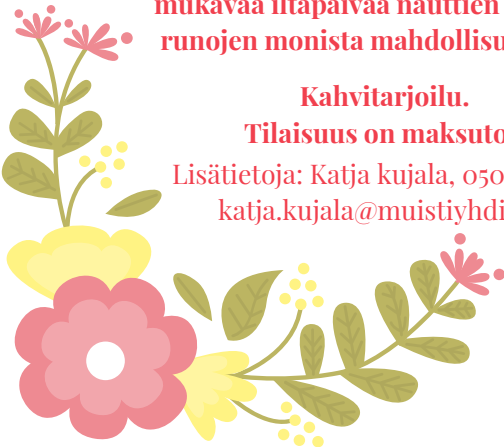 mukavaa iltapäivää nauttien
runojen monista mahdollisu
Kahvitarjoilu.
Tilaisuus on maksuto
Lisätietoja: Katja kujala, 050
katja.kujala@muistiyhdi